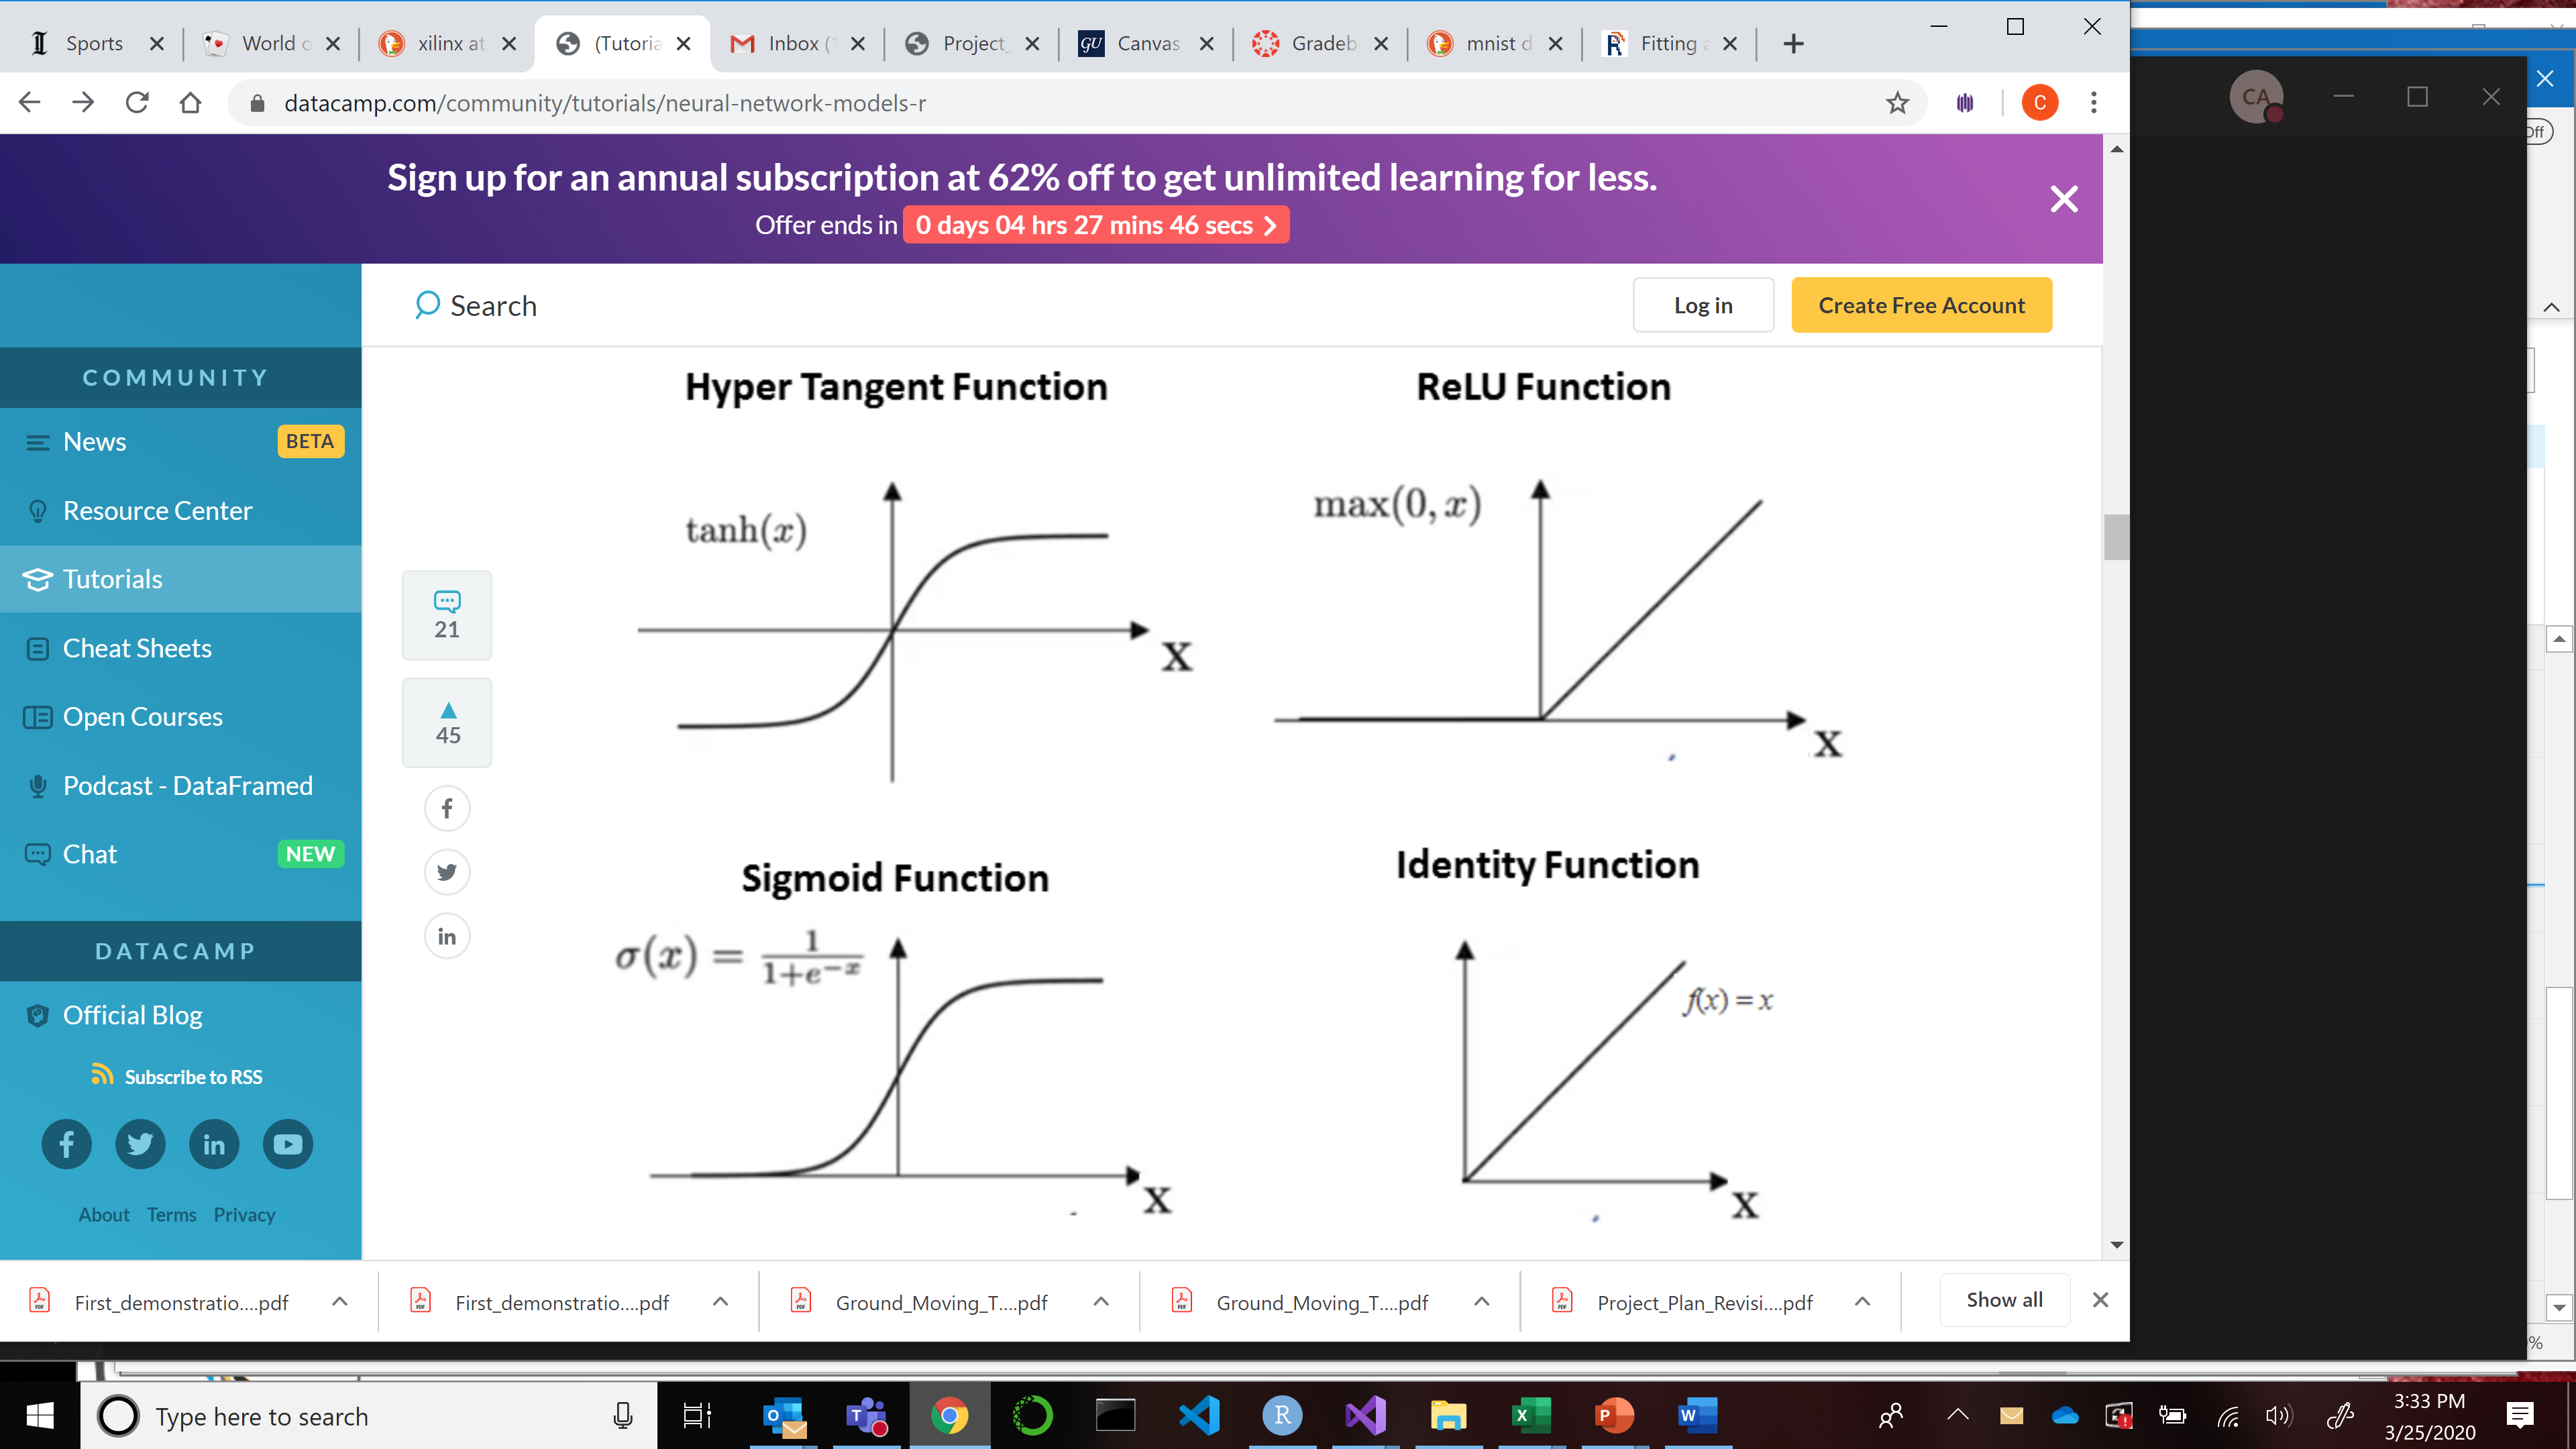 Sports
World o
xilinx at
(Tutoria
Inbox (
Project_
Canvas
Gradeb
mnist d
Fitting a
datacamp.com/community/tutorials/neural-network-models-r
C
CA
Off
Sign up for an annual subscription at 62% off to get unlimited learning for less.
Offer ends in 0 days 04 hrs 27 mins 46 secs
Search
Log in
Create Free Account
COMMUNITY
News BETA
Resource Center
Tutorials
Cheat Sheets
Open Courses
Podcast - DataFramed
Chat NEW
DATACAMP
Official Blog
Subscribe to RSS
About Terms Privacy
21
45
Hyper Tangent Function
tanh(x)
X
ReLU Function
max(0, x)
X
Sigmoid Function
σ(x) = 1/(1+e^−x)
X
Identity Function
f(x) = x
X
First_demonstratio....pdf
First_demonstratio....pdf
Ground_Moving_T....pdf
Ground_Moving_T....pdf
Project_Plan_Revisi....pdf
Show all
%
Type here to search
3:33 PM
3/25/2020